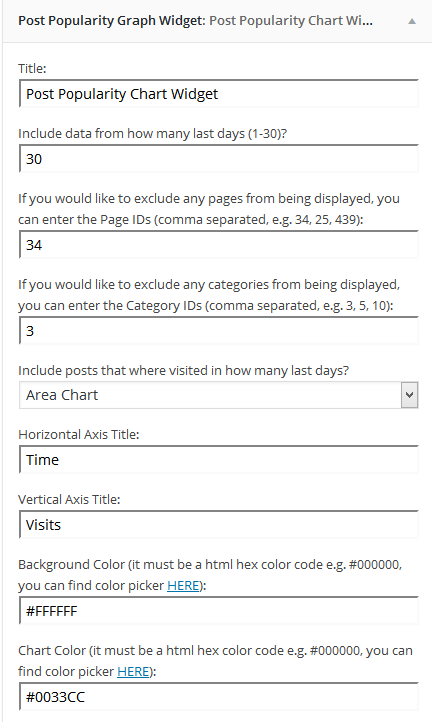 Post Popularity Graph Widget: Post Popularity Chart Wi...
Title:
Post Popularity Chart Widget
Include data from how many last days (1-30)?
30
If you would like to exclude any pages from being displayed, you
can enter the Page IDs (comma separated, e.g. 34, 25, 439):
34
If you would like to exclude any categories from being displayed,
you can enter the Category IDs (comma separated, e.g. 3, 5, 10):
3
Include posts that where visited in how many last days?
Area Chart
Horizontal Axis Title:
Time
Vertical Axis Title:
Visits
Background Color (it must be a html hex color code e.g. #000000,
you can find color picker HERE):
#FFFFFF
Chart Color (it must be a html hex color code e.g. #000000, you can
find color picker HERE):
#0033CC